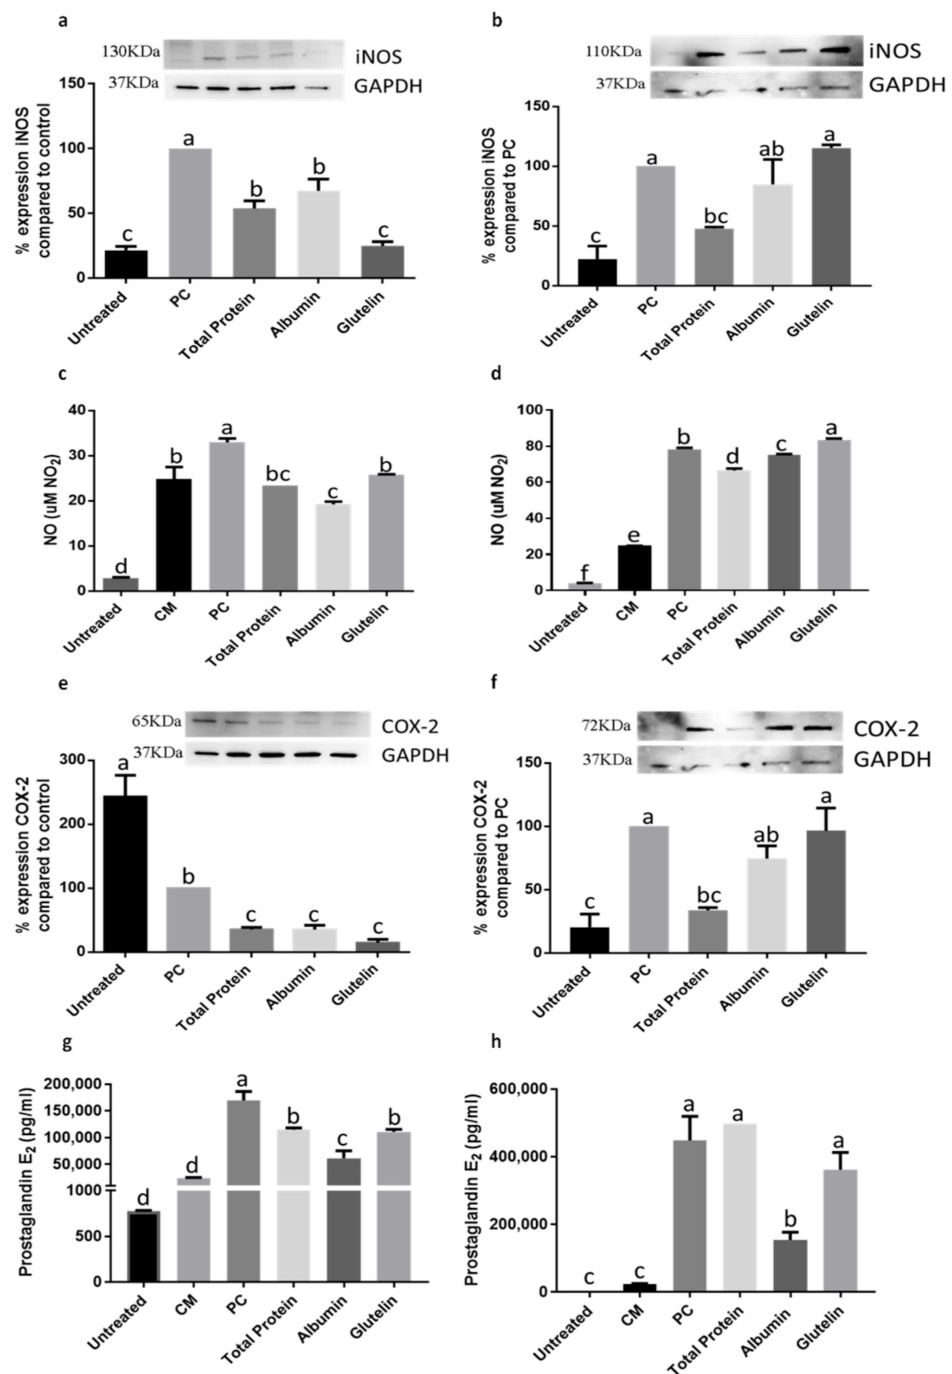 a
130KDa
iNOS
37KDa
GAPDH
% expression iNOS
compared to control
150
100
50
0
c
a
b
b
c
Untreated
PC
Total Protein
Albumin
Glutelin
b
110KDa
iNOS
37KDa
GAPDH
% expression iNOS
compared to PC
150
100
50
0
c
a
bc
ab
a
Untreated
PC
Total Protein
Albumin
Glutelin
c
NO (uM NO₂)
40
30
20
10
0
d
b
a
bc
c
b
Untreated
CM
PC
Total Protein
Albumin
Glutelin
d
NO (uM NO₂)
100
80
60
40
20
0
f
e
b
d
c
a
Untreated
CM
PC
Total Protein
Albumin
Glutelin
e
65KDa
COX-2
37KDa
GAPDH
% expression COX-2
compared to control
300
200
100
0
a
b
c
c
c
Untreated
PC
Total Protein
Albumin
Glutelin
f
72KDa
COX-2
37KDa
GAPDH
% expression COX-2
compared to PC
150
100
50
0
c
a
bc
ab
a
Untreated
PC
Total Protein
Albumin
Glutelin
g
Prostaglandin E₂ (pg/ml)
200,000
150,000
100,000
50,000
1000
500
0
d
d
a
b
c
b
Untreated
CM
PC
Total Protein
Albumin
Glutelin
h
Prostaglandin E₂ (pg/ml)
600,000
400,000
200,000
0
c
c
a
a
b
a
Untreated
CM
PC
Total Protein
Albumin
Glutelin